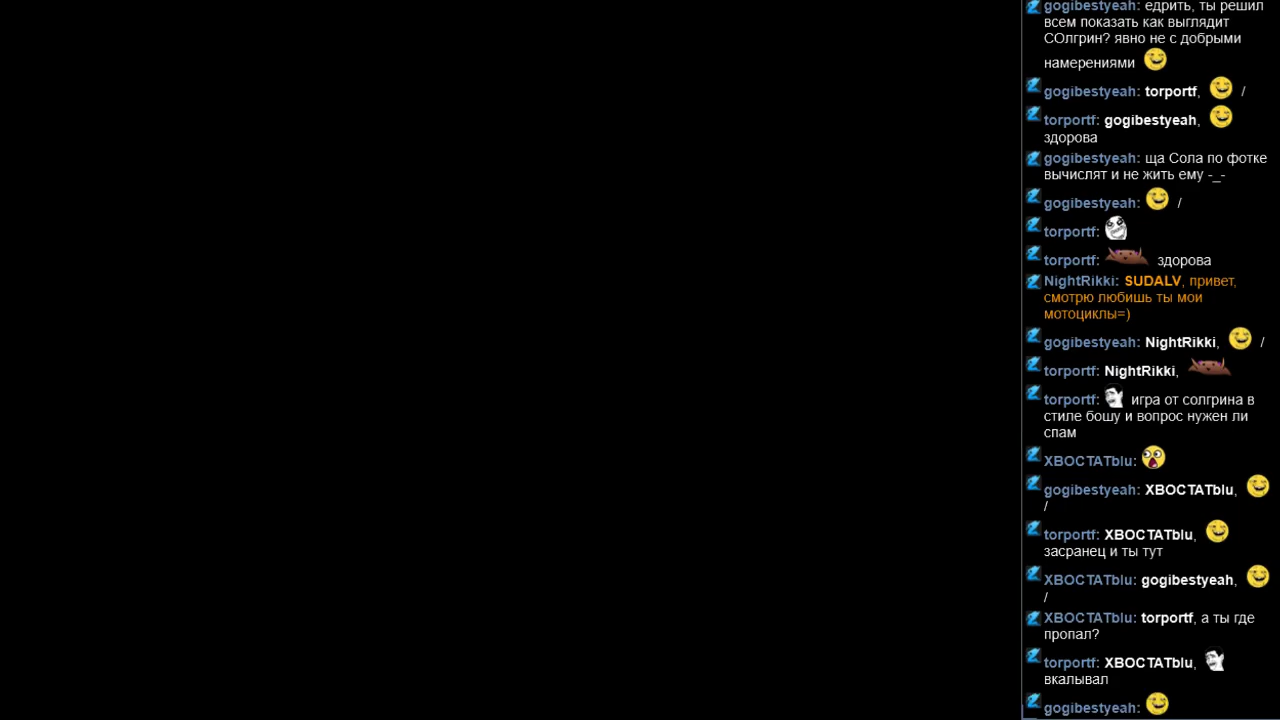 gogibestyeah: едрить, ты решил
всем показать как выглядит
СОлгрин? явно не с добрыми
намерениями
gogibestyeah: torportf, /
torportf: gogibestyeah,
здорова
gogibestyeah: ща Сола по фотке
вычислят и не жить ему -_-
gogibestyeah: /
torportf:
torportf: здорова
NightRikki: SUDALV, привет,
смотрю любишь ты мои
мотоциклы=)
gogibestyeah: NightRikki, /
torportf: NightRikki,
torportf: игра от солгрина в
стиле бошу и вопрос нужен ли
спам
XBOCTATblu:
gogibestyeah: XBOCTATblu,
/
torportf: XBOCTATblu,
засранец и ты тут
XBOCTATblu: gogibestyeah,
/
XBOCTATblu: torportf, а ты где
пропал?
torportf: XBOCTATblu,
вкалывал
gogibestyeah: